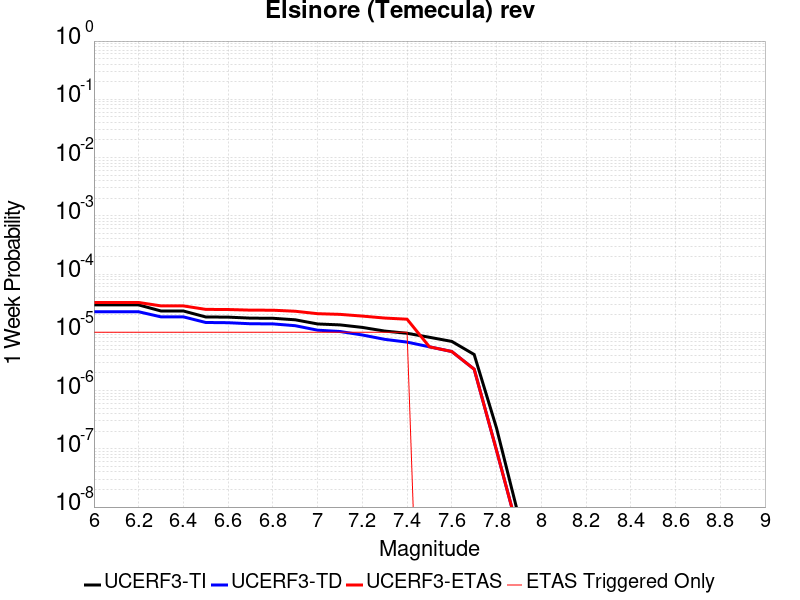 Elsinore (Temecula) rev
10^0
10^-1
10^-2
10^-3
10^-4
10^-5
10^-6
10^-7
10^-8
1 Week Probability
6 6.2 6.4 6.6 6.8 7 7.2 7.4 7.6 7.8 8 8.2 8.4 8.6 8.8 9
Magnitude
UCERF3-TI UCERF3-TD UCERF3-ETAS ETAS Triggered Only